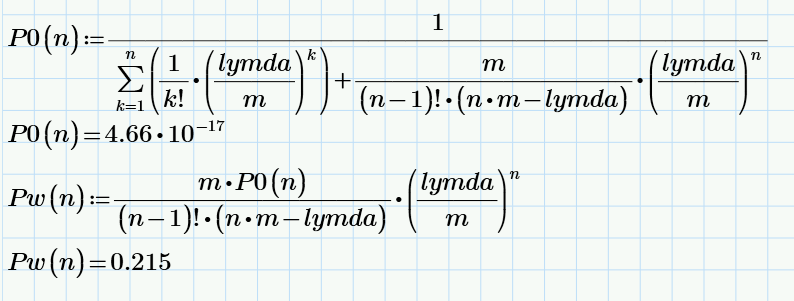 P0(n):=1/(∑_{k=1}^{n}(1/k!·(lymda/m)^k)+m/((n−1)!·(n·m−lymda))·(lymda/m)^n)
P0(n)=4.66·10^{−17}
Pw(n):=m·P0(n)/((n−1)!·(n·m−lymda))·(lymda/m)^n
Pw(n)=0.215